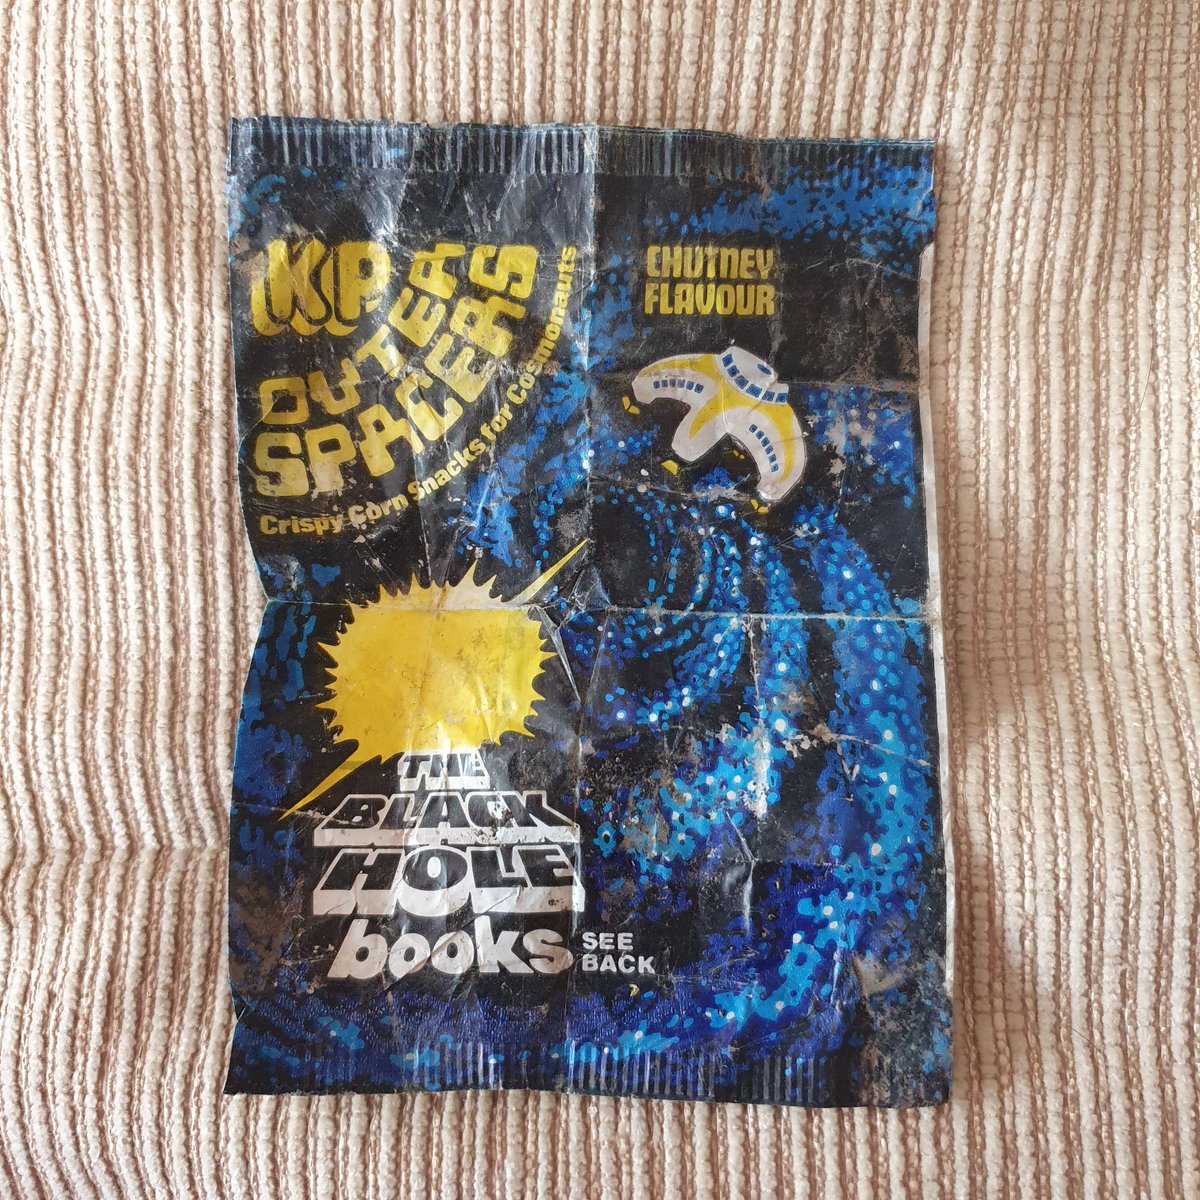 KP
OUTER
SPACERS
Crispy Corn Snacks for Cosmonauts
CHUTNEY
FLAVOUR
THE
BLACK
HOLE
books
SEE
BACK